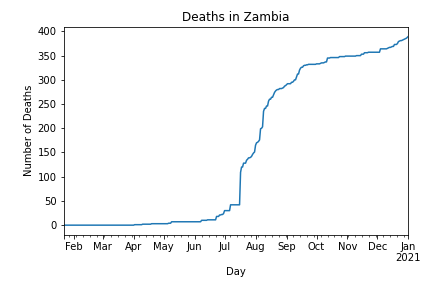 Deaths in Zambia
Number of Deaths
400
350
300
250
200
150
100
50
0
Feb Mar Apr May Jun Jul Aug Sep Oct Nov Dec Jan
2021
Day